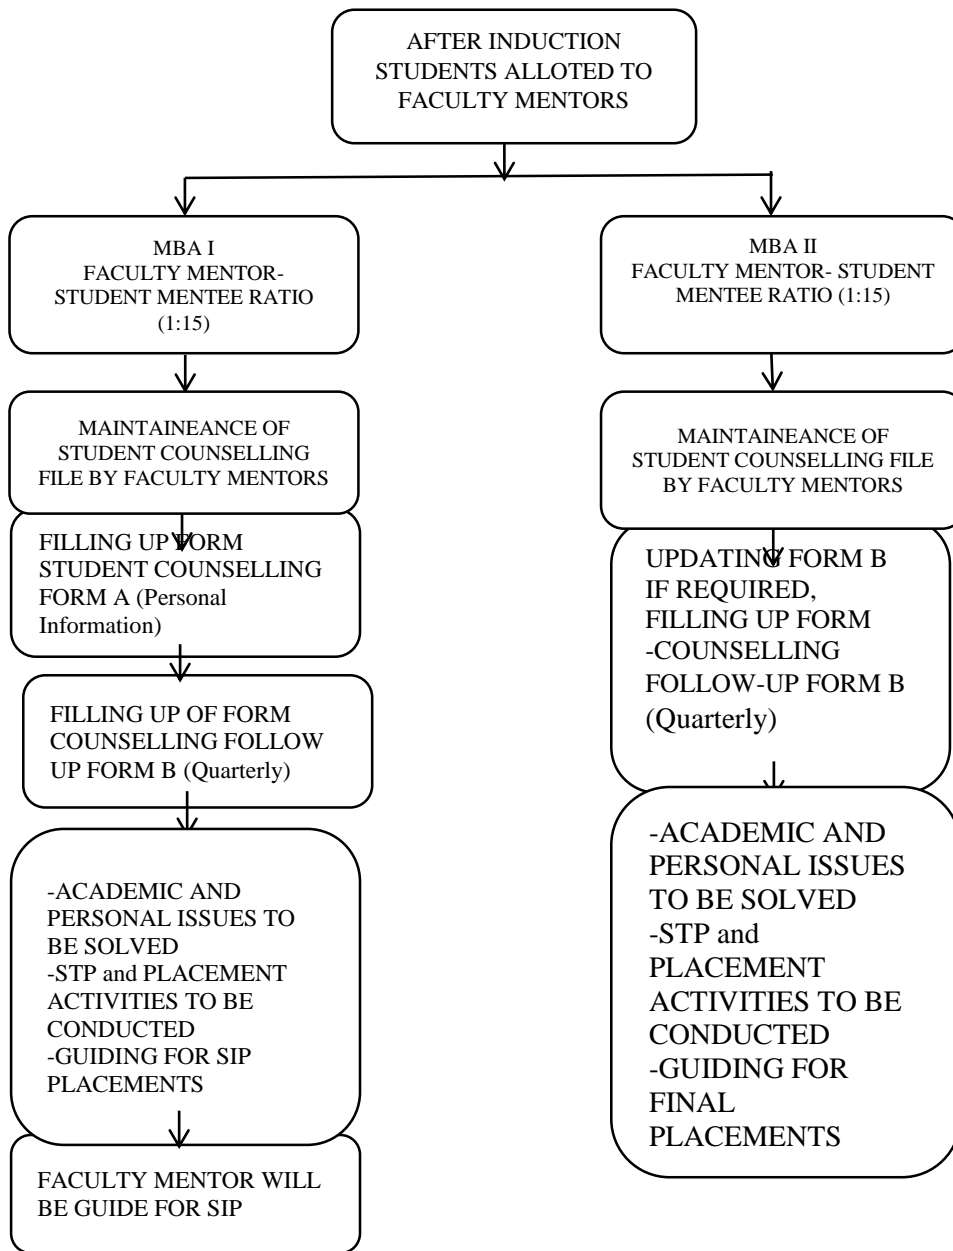 AFTER INDUCTION
STUDENTS ALLOTED TO
FACULTY MENTORS
MBA I
FACULTY MENTOR-
STUDENT MENTEE RATIO
(1:15)
MAINTAINEANCE OF
STUDENT COUNSELLING
FILE BY FACULTY MENTORS
FILLING UP FORM
STUDENT COUNSELLING
FORM A (Personal
Information)
FILLING UP OF FORM
COUNSELLING FOLLOW
UP FORM B (Quarterly)
-ACADEMIC AND
PERSONAL ISSUES TO
BE SOLVED
-STP and PLACEMENT
ACTIVITIES TO BE
CONDUCTED
-GUIDING FOR SIP
PLACEMENTS
FACULTY MENTOR WILL
BE GUIDE FOR SIP
MBA II
FACULTY MENTOR- STUDENT
MENTEE RATIO (1:15)
MAINTAINEANCE OF
STUDENT COUNSELLING FILE
BY FACULTY MENTORS
UPDATING FORM B
IF REQUIRED,
FILLING UP FORM
-COUNSELLING
FOLLOW-UP FORM B
(Quarterly)
-ACADEMIC AND
PERSONAL ISSUES
TO BE SOLVED
-STP and
PLACEMENT
ACTIVITIES TO BE
CONDUCTED
-GUIDING FOR
FINAL
PLACEMENTS